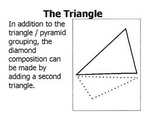 The Triangle
In addition to the
triangle / pyramid
grouping, the
diamond
composition can
be made by
adding a second
triangle.